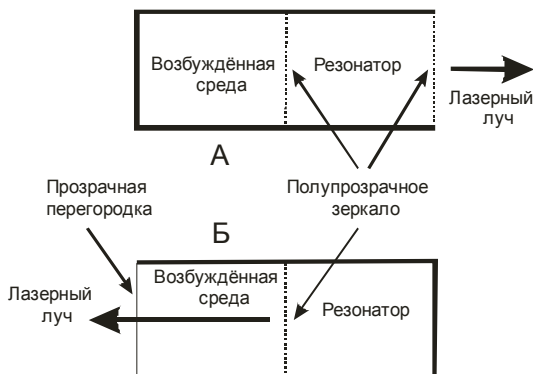 Возбуждённая
среда
Резонатор
Лазерный
луч
А
Прозрачная
перегородка
Полупрозрачное
зеркало
Б
Лазерный
луч
Возбуждённая
среда
Резонатор